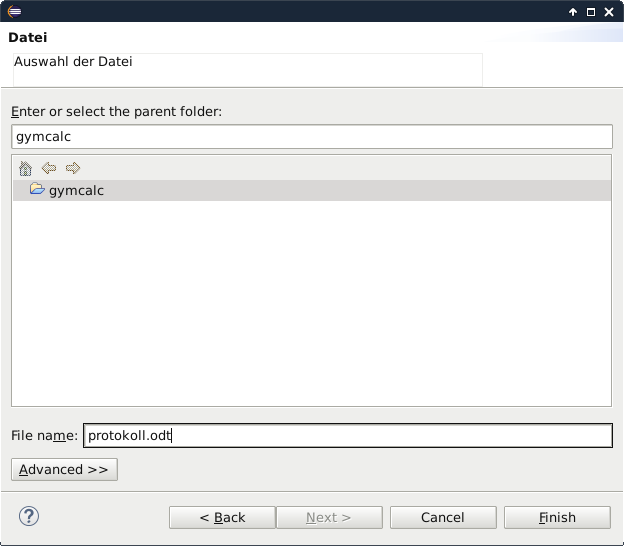 Datei
Auswahl der Datei
Enter or select the parent folder:
gymcalc
gymcalc
File name: protokoll.odt
Advanced >>
< Back Next > Cancel Finish